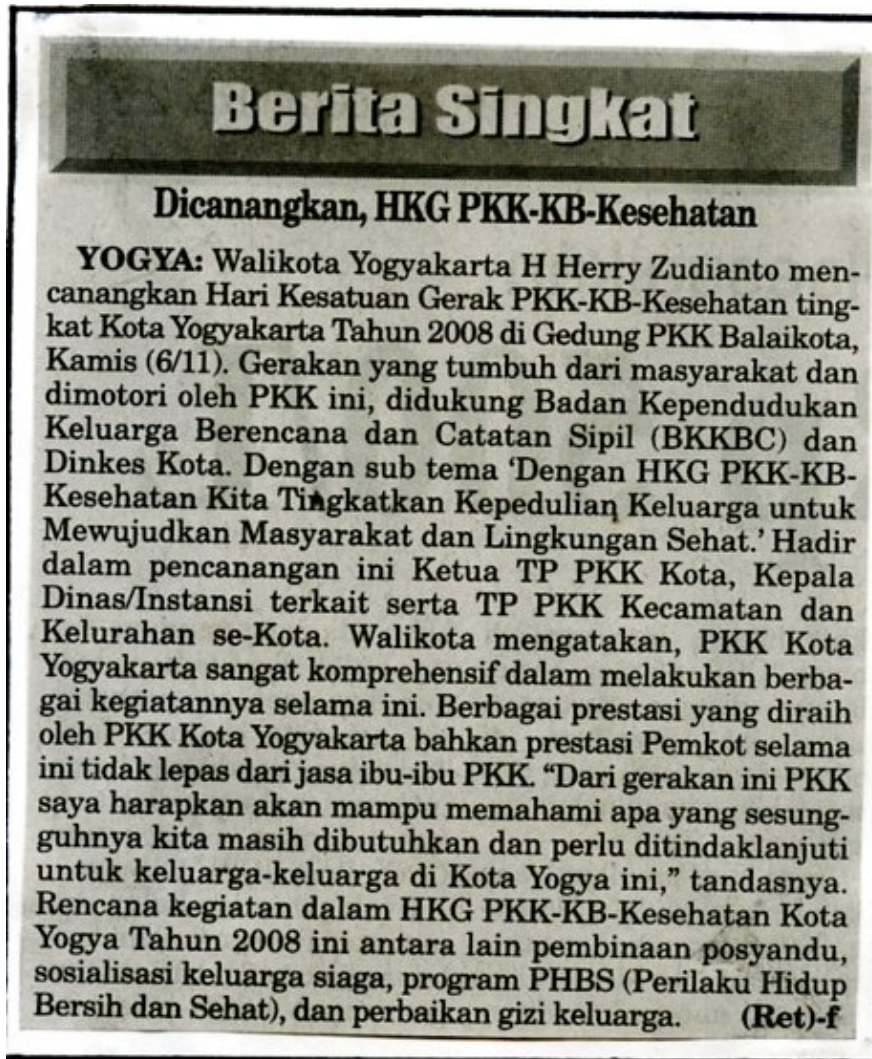 Berita Singkat
Dicanangkan, HKG PKK-KB-Kesehatan
YOGYA: Walikota Yogyakarta H Herry Zudianto men-
canangkan Hari Kesatuan Gerak PKK-KB-Kesehatan ting-
kat Kota Yogyakarta Tahun 2008 di Gedung PKK Balaikota,
Kamis (6/11). Gerakan yang tumbuh dari masyarakat dan
dimotori oleh PKK ini, didukung Badan Kependudukan
Keluarga Berencana dan Catatan Sipil (BKKBC) dan
Dinkes Kota. Dengan sub tema ‘Dengan HKG PKK-KB-
Kesehatan Kita Tingkatkan Kepedulian Keluarga untuk
Mewujudkan Masyarakat dan Lingkungan Sehat.’ Hadir
dalam pencanangan ini Ketua TP PKK Kota, Kepala
Dinas/Instansi terkait serta TP PKK Kecamatan dan
Kelurahan se-Kota. Walikota mengatakan, PKK Kota
Yogyakarta sangat komprehensif dalam melakukan berba-
gai kegiatannya selama ini. Berbagai prestasi yang diraih
oleh PKK Kota Yogyakarta bahkan prestasi Pemkot selama
ini tidak lepas dari jasa ibu-ibu PKK. “Dari gerakan ini PKK
saya harapkan akan mampu memahami apa yang sesung-
guhnya kita masih dibutuhkan dan perlu ditindaklanjuti
untuk keluarga-keluarga di Kota Yogya ini,” tandasnya.
Rencana kegiatan dalam HKG PKK-KB-Kesehatan Kota
Yogya Tahun 2008 ini antara lain pembinaan posyandu,
sosialisasi keluarga siaga, program PHBS (Perilaku Hidup
Bersih dan Sehat), dan perbaikan gizi keluarga. (Ret)-f